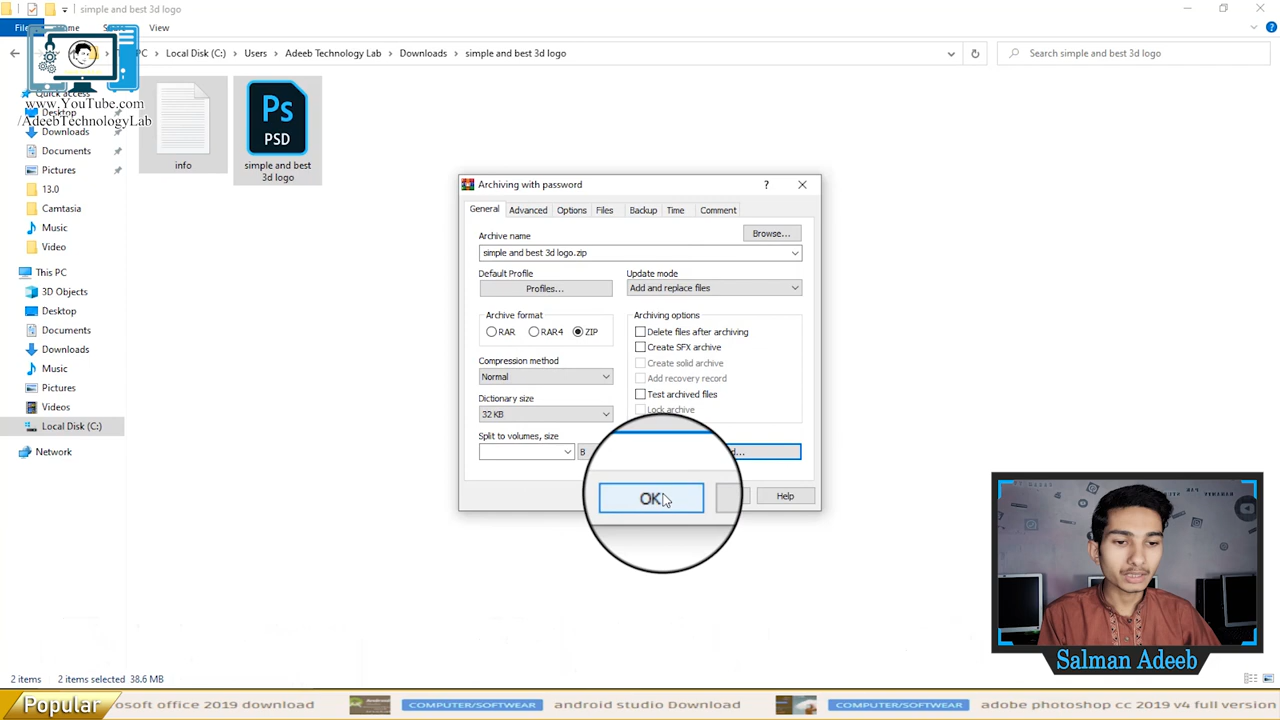 simple and best 3d logo
File
Home
Share
View
PC
Local Disk (C:)
Users
Adeeb Technology Lab
Downloads
simple and best 3d logo
Search simple and best 3d logo
www.YouTube.com
/AdeebTechnologyLab
Quick access
Desktop
Downloads
Documents
Pictures
13.0
Camtasia
Music
Video
This PC
3D Objects
Desktop
Documents
Downloads
Music
Pictures
Videos
Local Disk (C:)
Network
info
Ps
PSD
simple and best
3d logo
Archiving with password
General
Advanced
Options
Files
Backup
Time
Comment
Archive name
Browse...
simple and best 3d logo.zip
Default Profile
Profiles...
Update mode
Add and replace files
Archive format
RAR
RAR4
ZIP
Archiving options
Delete files after archiving
Create SFX archive
Create solid archive
Add recovery record
Test archived files
Lock archive
Compression method
Normal
Dictionary size
32 KB
Split to volumes, size
B
OK
Help
Salman Adeeb
2 items
2 items selected
38.6 MB
Popular
osoft office 2019 download
COMPUTER/SOFTWEAR
android studio Download
COMPUTER/SOFTWEAR
adobe photoshop cc 2019 v4 full version